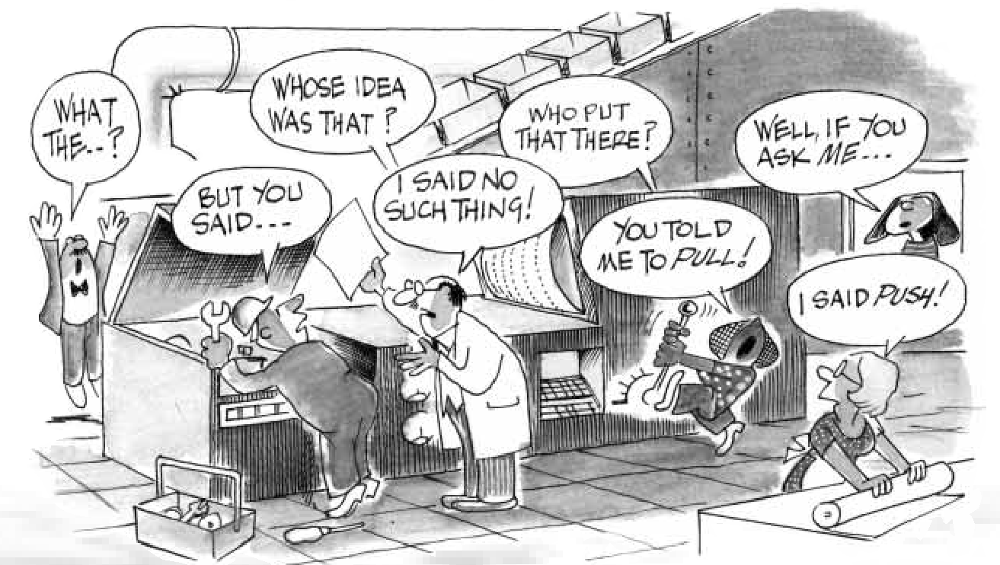 WHAT
THE--?
WHOSE IDEA
WAS THAT?
WHO PUT
THAT THERE?
WELL, IF YOU
ASK ME---
BUT YOU
SAID---
I SAID NO
SUCH THING!
YOU TOLD
ME TO PULL!
I SAID PUSH!